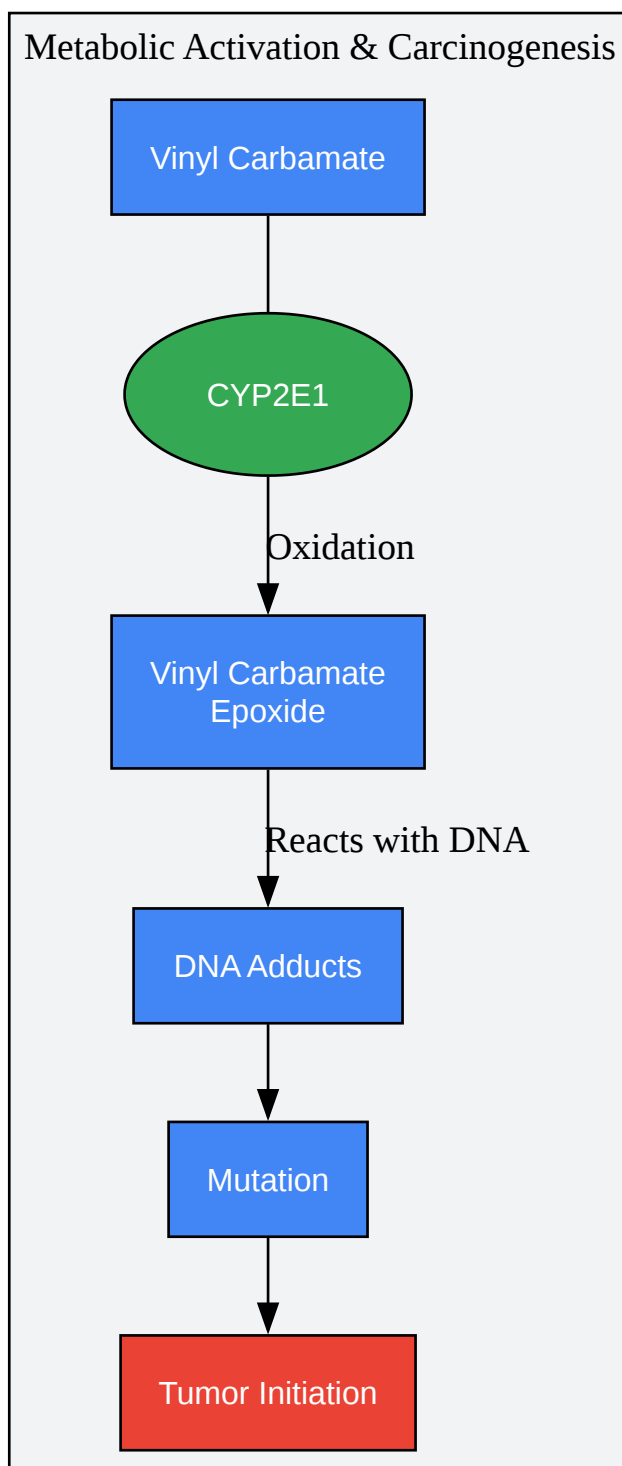 Metabolic Activation & Carcinogenesis
Vinyl Carbamate
CYP2E1
Oxidation
Vinyl Carbamate
Epoxide
Reacts with DNA
DNA Adducts
Mutation
Tumor Initiation